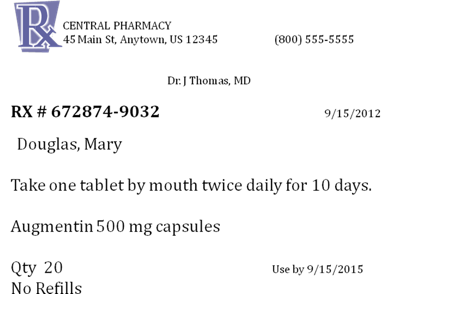 Rx
CENTRAL PHARMACY
45 Main St, Anytown, US 12345 (800) 555-5555
Dr. J Thomas, MD
RX # 672874-9032 9/15/2012
Douglas, Mary
Take one tablet by mouth twice daily for 10 days.
Augmentin 500 mg capsules
Qty 20 Use by 9/15/2015
No Refills